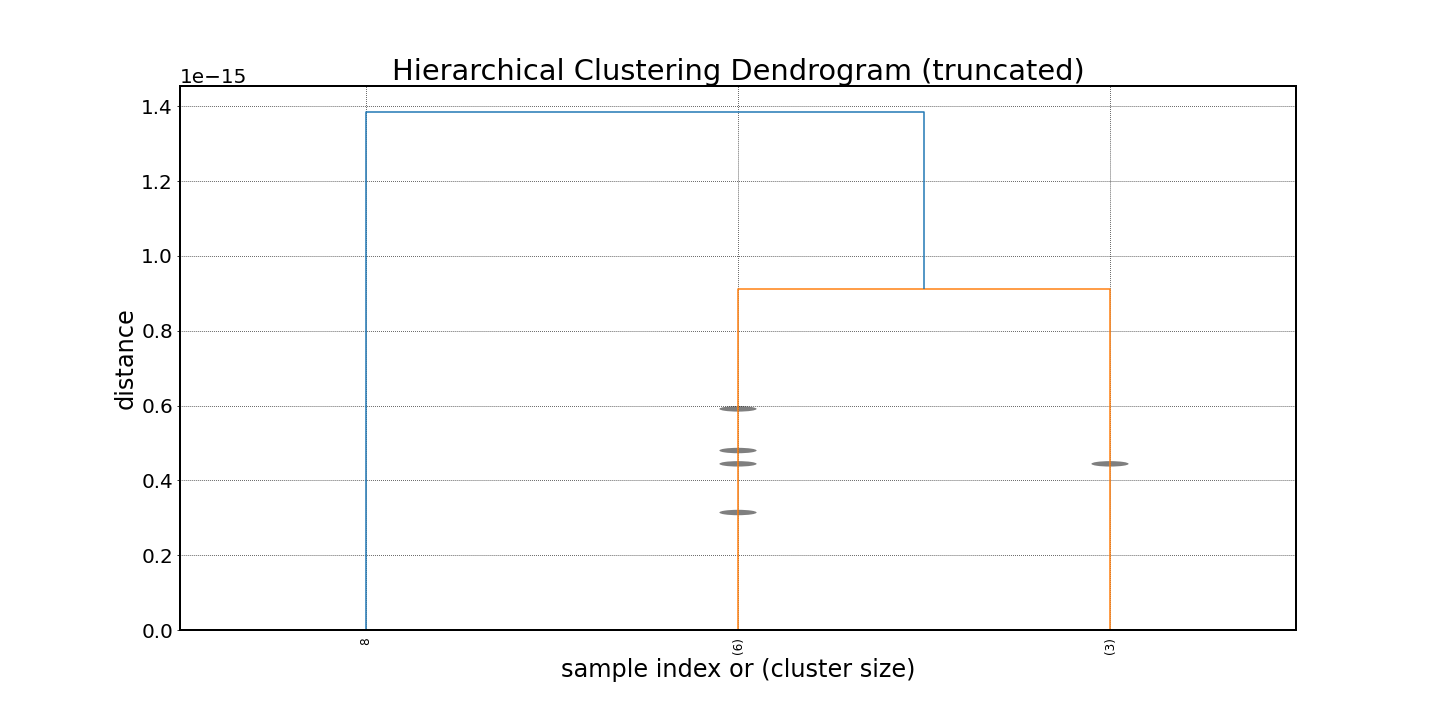 Hierarchical Clustering Dendrogram (truncated)
1e−15
1.4
1.2
1.0
0.8
0.6
0.4
0.2
0.0
distance
8
(6)
(3)
sample index or (cluster size)